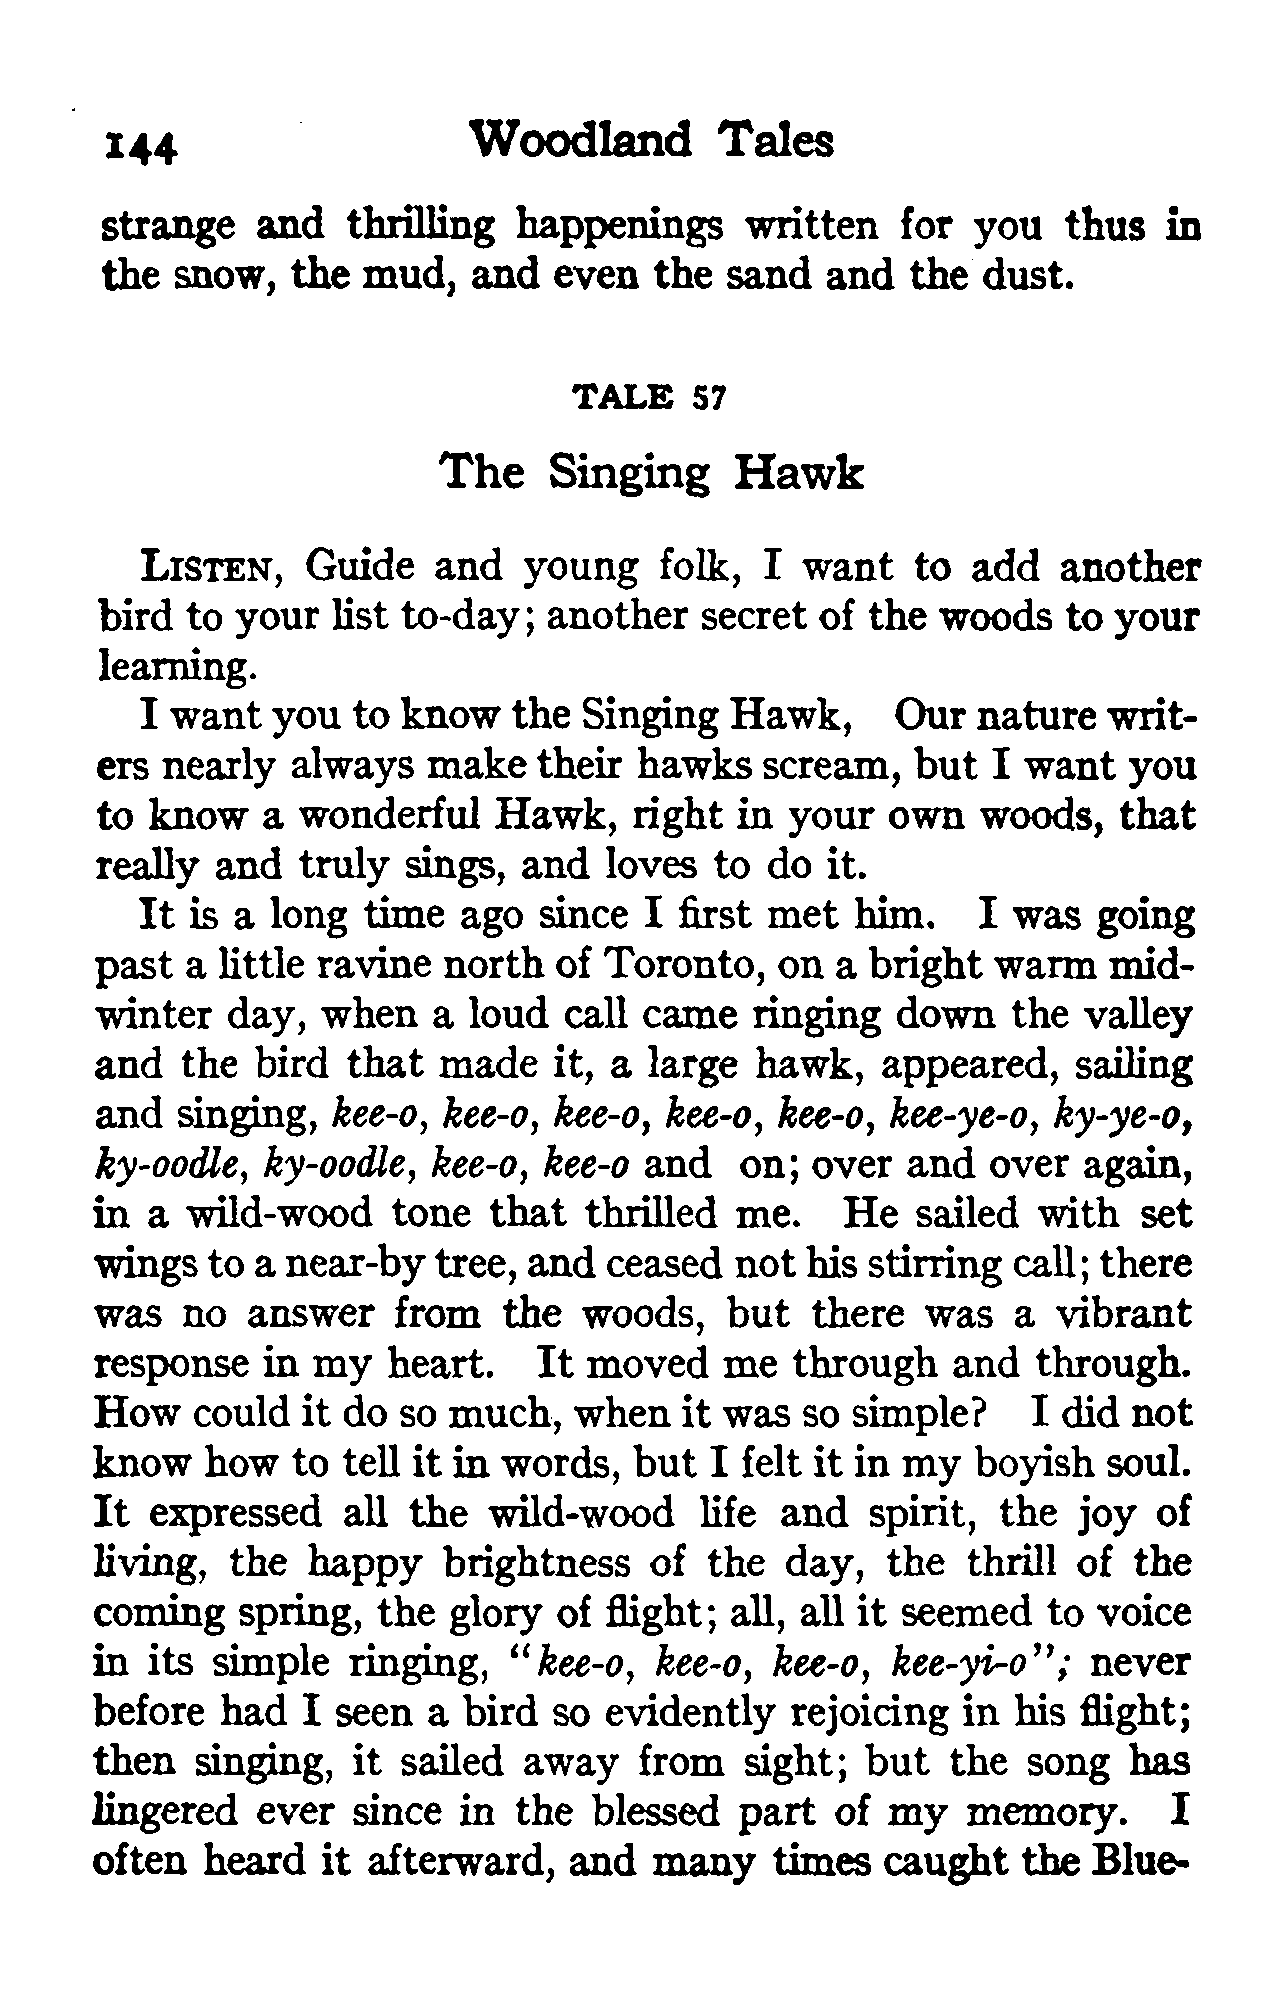 144 Woodland Tales
strange and thrilling happenings written for you thus in
the snow, the mud, and even the sand and the dust.
TALE 57
The Singing Hawk
LISTEN, Guide and young folk, I want to add another
bird to your list to-day; another secret of the woods to your
learning.
I want you to know the Singing Hawk, Our nature writ-
ers nearly always make their hawks scream, but I want you
to know a wonderful Hawk, right in your own woods, that
really and truly sings, and loves to do it.
It is a long time ago since I first met him. I was going
past a little ravine north of Toronto, on a bright warm mid-
winter day, when a loud call came ringing down the valley
and the bird that made it, a large hawk, appeared, sailing
and singing, kee-o, kee-o, kee-o, kee-o, kee-o, kee-ye-o, ky-ye-o,
ky-oodle, ky-oodle, kee-o, kee-o and on; over and over again,
in a wild-wood tone that thrilled me. He sailed with set
wings to a near-by tree, and ceased not his stirring call; there
was no answer from the woods, but there was a vibrant
response in my heart. It moved me through and through.
How could it do so much, when it was so simple? I did not
know how to tell it in words, but I felt it in my boyish soul.
It expressed all the wild-wood life and spirit, the joy of
living, the happy brightness of the day, the thrill of the
coming spring, the glory of flight; all, all it seemed to voice
in its simple ringing, "kee-o, kee-o, kee-o, kee-yi-o"; never
before had I seen a bird so evidently rejoicing in his flight;
then singing, it sailed away from sight; but the song has
lingered ever since in the blessed part of my memory. I
often heard it afterward, and many times caught the Blue-